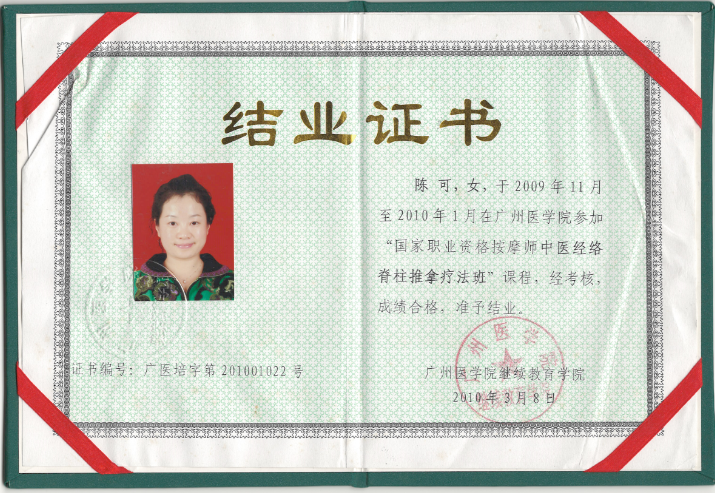 结业证书
陈可，女，于2009年11月
至2010年1月在广州医学院参加
“国家职业资格按摩师中医经络
脊柱推拿疗法班”课程，经考核，
成绩合格，准予结业。
证书编号：广医培字第201001022号
广州医学院继续教育学院
2010年3月8日
广州医学院